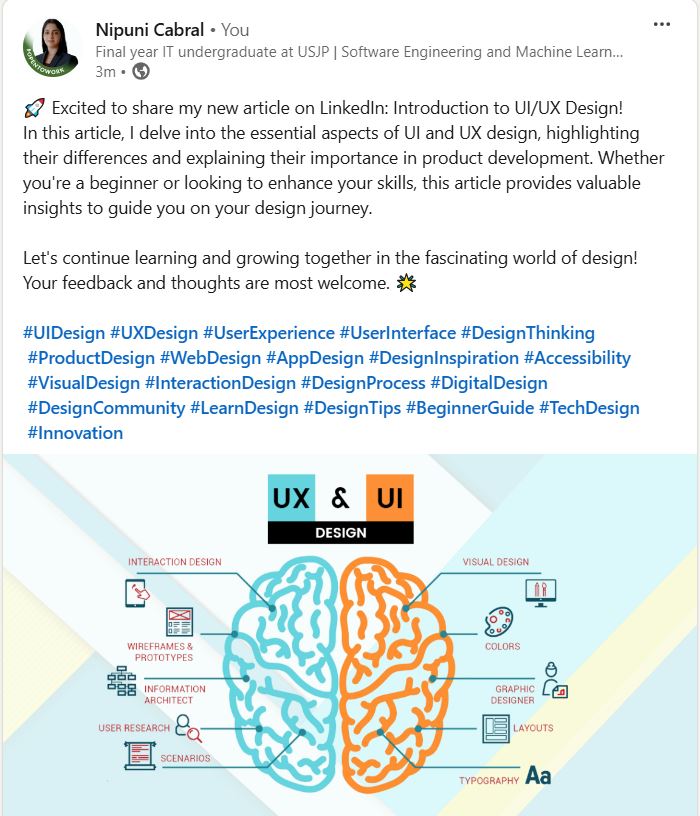 Nipuni Cabral • You
Final year IT undergraduate at USJP | Software Engineering and Machine Learn...
3m •
🚀 Excited to share my new article on LinkedIn: Introduction to UI/UX Design!
In this article, I delve into the essential aspects of UI and UX design, highlighting
their differences and explaining their importance in product development. Whether
you're a beginner or looking to enhance your skills, this article provides valuable
insights to guide you on your design journey.
Let's continue learning and growing together in the fascinating world of design!
Your feedback and thoughts are most welcome. 🌟
#UIDesign #UXDesign #UserExperience #UserInterface #DesignThinking
#ProductDesign #WebDesign #AppDesign #DesignInspiration #Accessibility
#VisualDesign #InteractionDesign #DesignProcess #DigitalDesign
#DesignCommunity #LearnDesign #DesignTips #BeginnerGuide #TechDesign
#Innovation
UX & UI
DESIGN
INTERACTION DESIGN
WIREFRAMES &
PROTOTYPES
INFORMATION
ARCHITECT
USER RESEARCH
SCENARIOS
VISUAL DESIGN
COLORS
GRAPHIC
DESIGNER
LAYOUTS
TYPOGRAPHY Aa
#OPENTOWORK